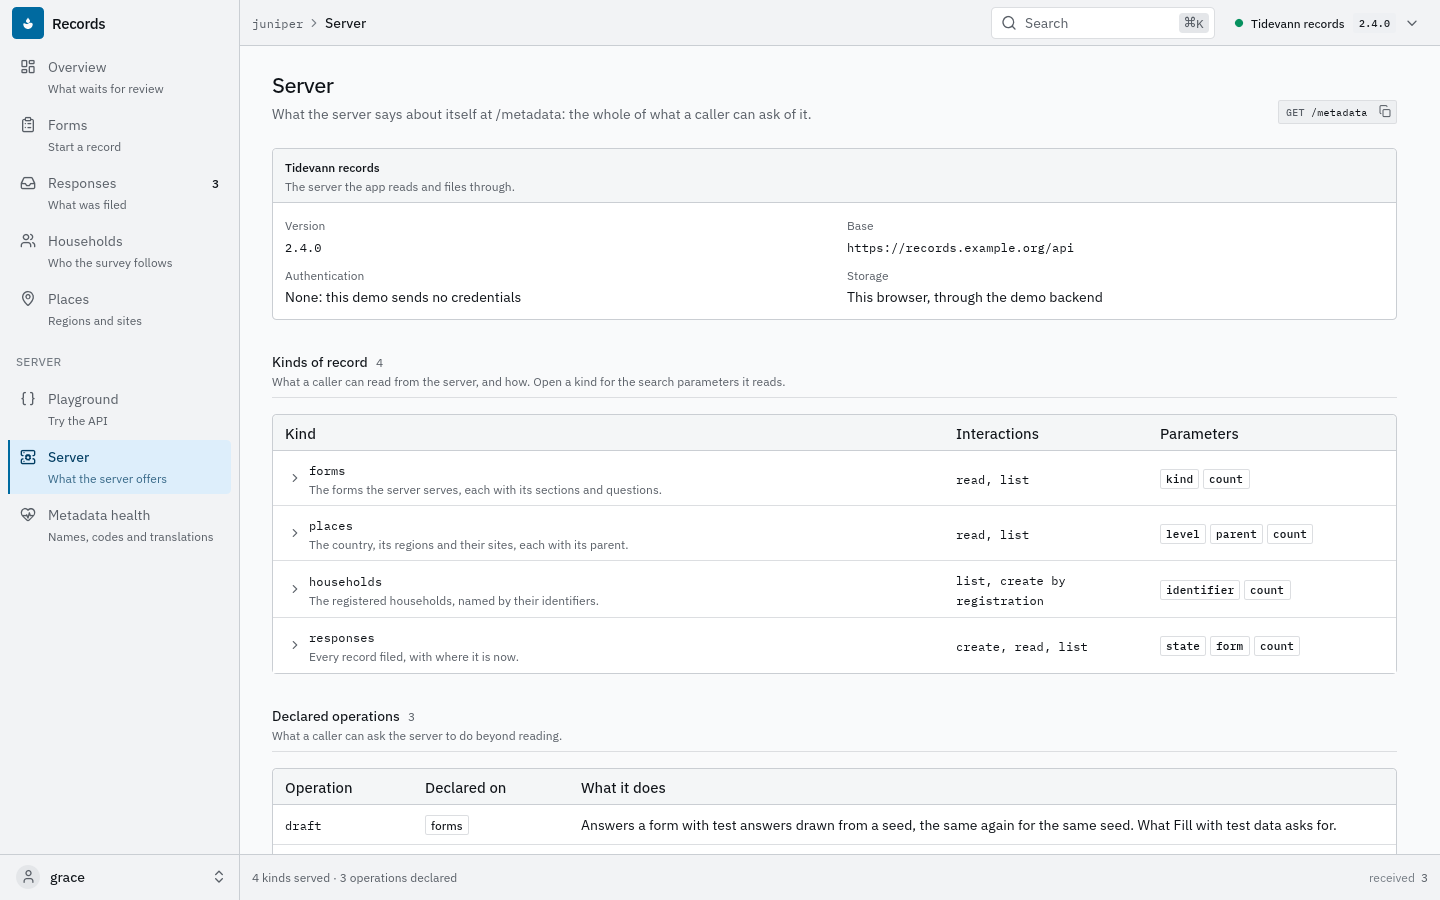 Records
Overview
What waits for review
Forms
Start a record
Responses 3
What was filed
Households
Who the survey follows
Places
Regions and sites
SERVER
Playground
Try the API
Server
What the server offers
Metadata health
Names, codes and translations
grace
juniper > Server
Search ⌘K
Tidevann records 2.4.0
Server
What the server says about itself at /metadata: the whole of what a caller can ask of it.
GET /metadata
Tidevann records
The server the app reads and files through.
Version
2.4.0
Base
https://records.example.org/api
Authentication
None: this demo sends no credentials
Storage
This browser, through the demo backend
Kinds of record 4
What a caller can read from the server, and how. Open a kind for the search parameters it reads.
Kind Interactions Parameters
forms
The forms the server serves, each with its sections and questions.
read, list
kind count
places
The country, its regions and their sites, each with its parent.
read, list
level parent count
households
The registered households, named by their identifiers.
list, create by
registration
identifier count
responses
Every record filed, with where it is now.
create, read, list
state form count
Declared operations 3
What a caller can ask the server to do beyond reading.
Operation Declared on What it does
draft forms Answers a form with test answers drawn from a seed, the same again for the same seed. What Fill with test data asks for.
4 kinds served · 3 operations declared
received 3